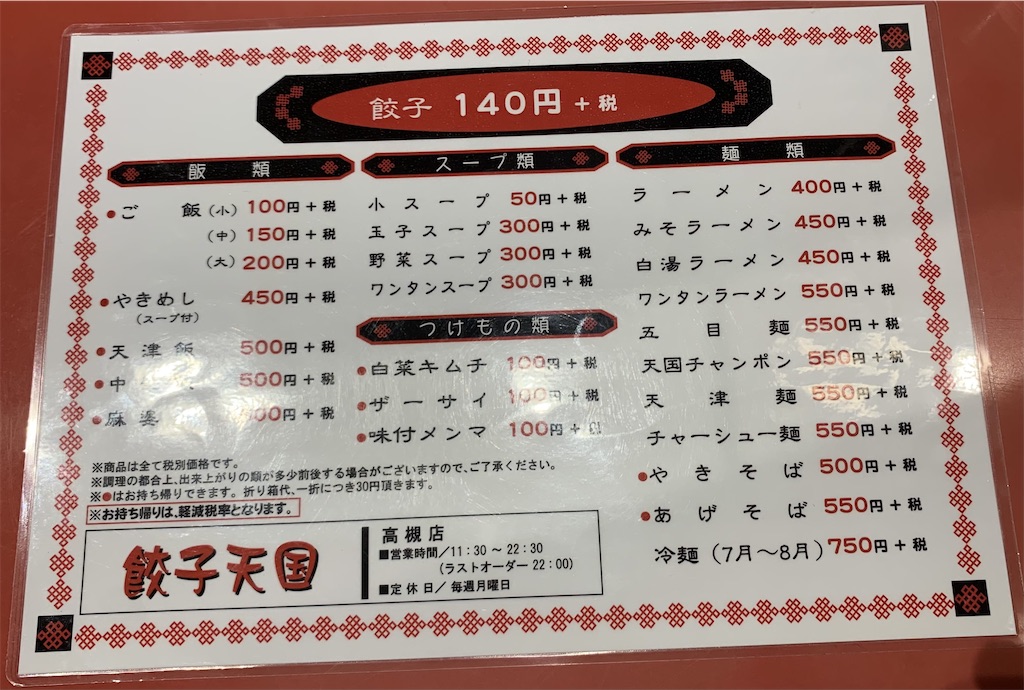 餃子 140円 + 税
飯類
●ご飯 (小) 100円 + 税
(中) 150円 + 税
(大) 200円 + 税
●やきめし 450円 + 税
(スープ付)
●天津飯 500円 + 税
●中 500円 + 税
●麻婆 00円 + 税
スープ類
小スープ 50円 + 税
玉子スープ 300円 + 税
野菜スープ 300円 + 税
ワンタンスープ 300円 + 税
つけもの類
●白菜キムチ 100円 + 税
●ザーサイ 100円 + 税
●味付メンマ 100円 + 税
麺類
ラーメン 400円 + 税
みそラーメン 450円 + 税
白湯ラーメン 450円 + 税
ワンタンラーメン 550円 + 税
五目麺 550円 + 税
天国チャンポン 550円 + 税
天津麺 550円 + 税
チャーシュー麺 550円 + 税
●やきそば 500円 + 税
●あげそば 550円 + 税
冷麺 (7月〜8月) 750円 + 税
※商品は全て税別価格です。
※調理の都合上、出来上がりの順が多少前後する場合がございますので、ご了承ください。
※●はお持ち帰りできます。折り箱代、一折につき30円頂きます。
※お持ち帰りは、軽減税率となります。
餃子天国
高槻店
■営業時間/11:30 〜 22:30
(ラストオーダー 22:00)
■定休日/ 毎週月曜日